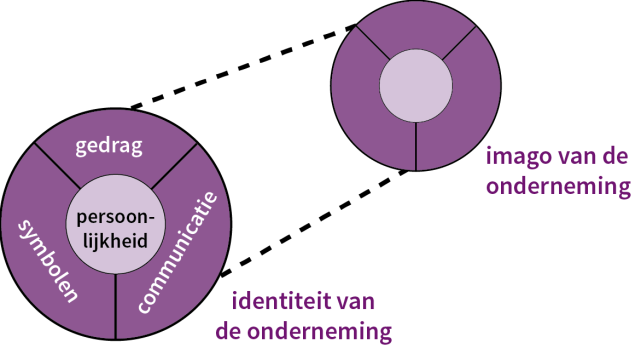 gedrag
persoon-
lijkheid
symbolen
communicatie
imago van de
onderneming
identiteit van
de onderneming